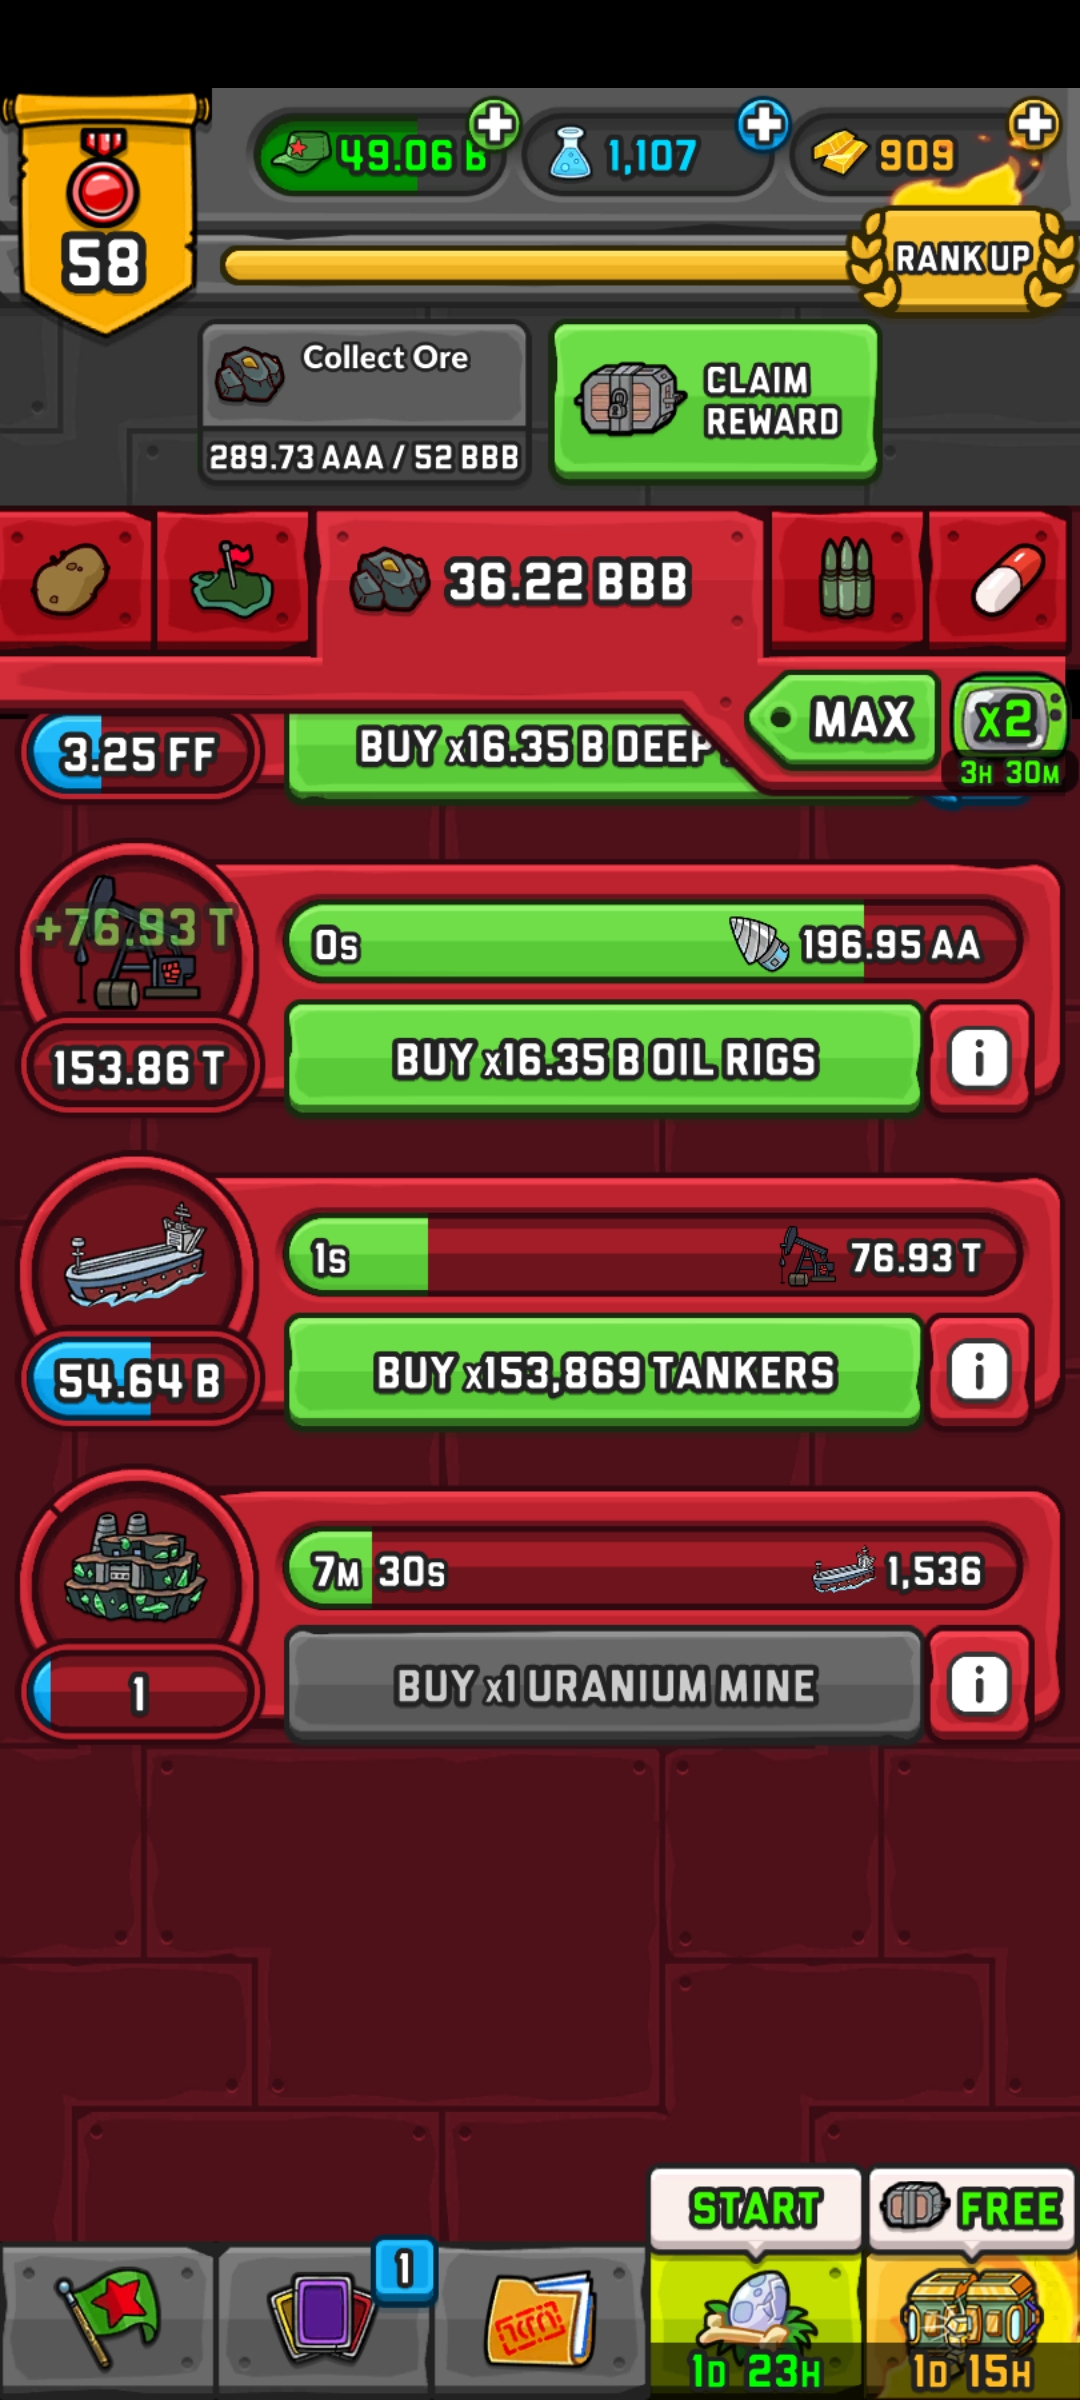 49.06 B
1,107
909
58
RANK UP
Collect Ore
289.73 AAA / 52 BBB
CLAIM
REWARD
36.22 BBB
MAX
x2
3H 30M
3.25 FF
BUY x16.35 B DEEP
+76.93 T
0s
196.95 AA
153.86 T
BUY x16.35 B OIL RIGS
i
1s
76.93 T
54.64 B
BUY x153,869 TANKERS
i
7M 30s
1,536
1
BUY x1 URANIUM MINE
i
START
FREE
1
1D 23H
1D 15H